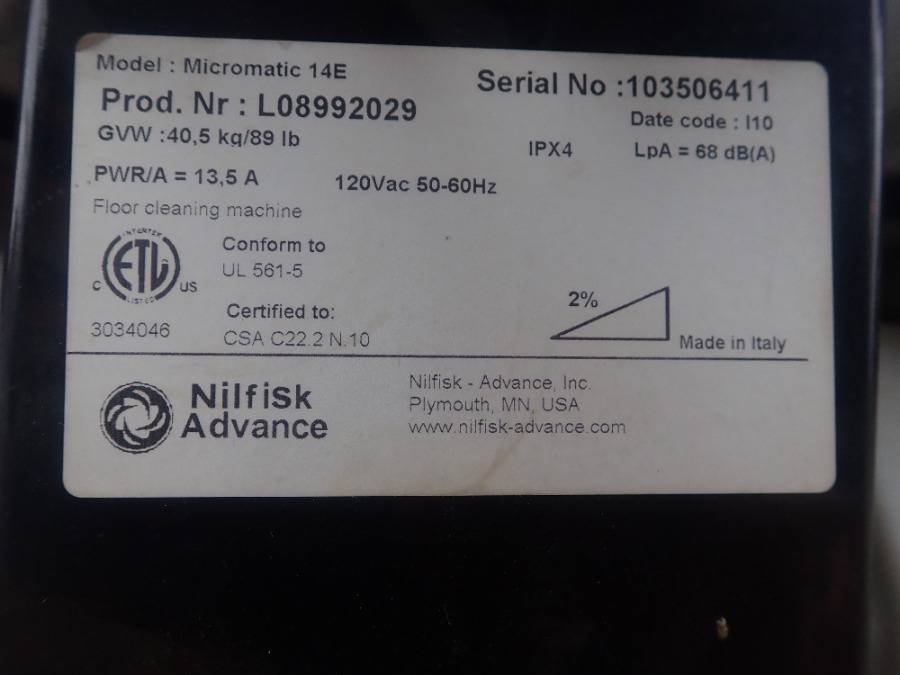 Model : Micromatic 14E
Serial No :103506411
Prod. Nr : L08992029
Date code : I10
GVW :40,5 kg/89 lb
IPX4
LpA = 68 dB(A)
PWR/A = 13,5 A
120Vac 50-60Hz
Floor cleaning machine
INTERTEK
ETL
C US
LISTED
3034046
Conform to
UL 561-5
Certified to:
CSA C22.2 N.10
2%
Made in Italy
Nilfisk
Advance
Nilfisk - Advance, Inc.
Plymouth, MN, USA
www.nilfisk-advance.com